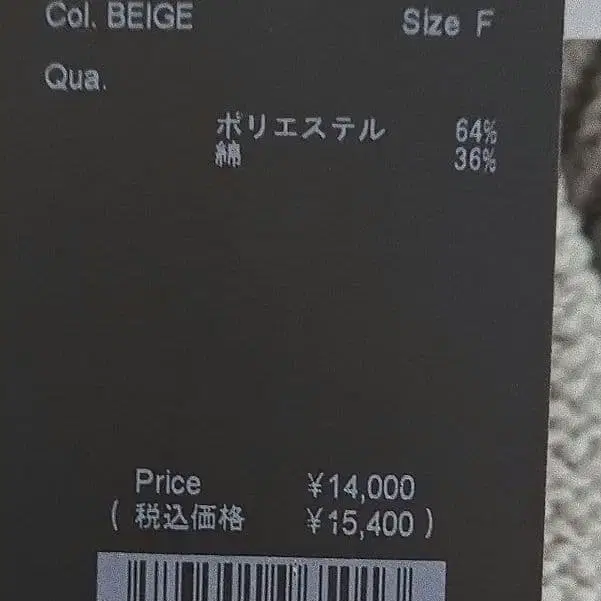 Col. BEIGE Size F
Qua.
ポリエステル 64%
綿 36%
Price ¥14,000
( 税込価格 ¥15,400 )